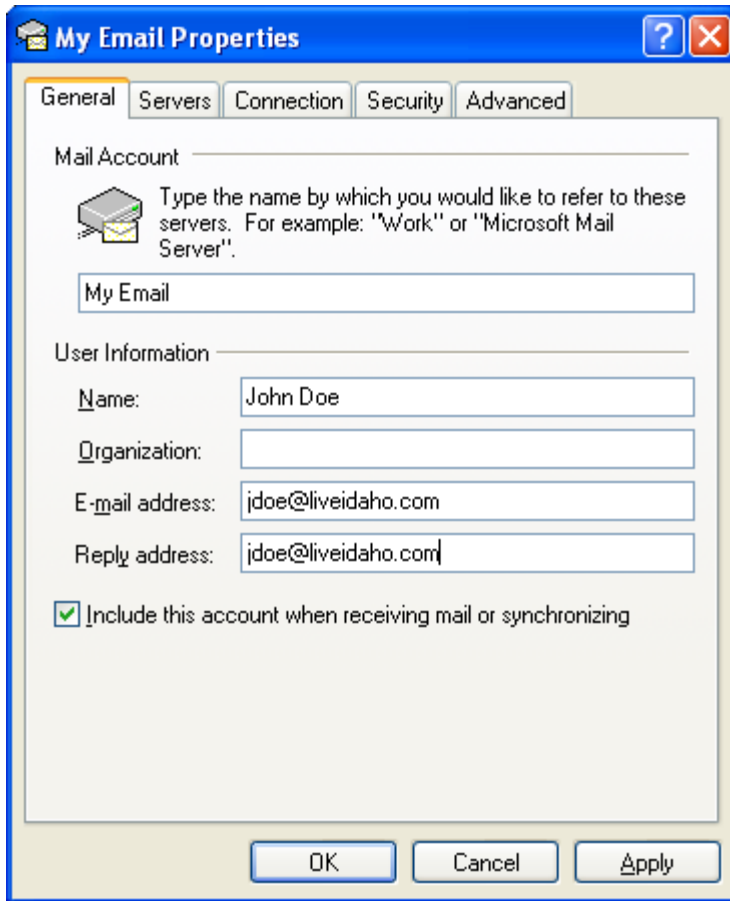 My Email Properties
General Servers Connection Security Advanced
Mail Account
Type the name by which you would like to refer to these
servers. For example: "Work" or "Microsoft Mail
Server".
My Email
User Information
Name: John Doe
Organization:
E-mail address: jdoe@liveidaho.com
Reply address: jdoe@liveidaho.com
Include this account when receiving mail or synchronizing
OK Cancel Apply